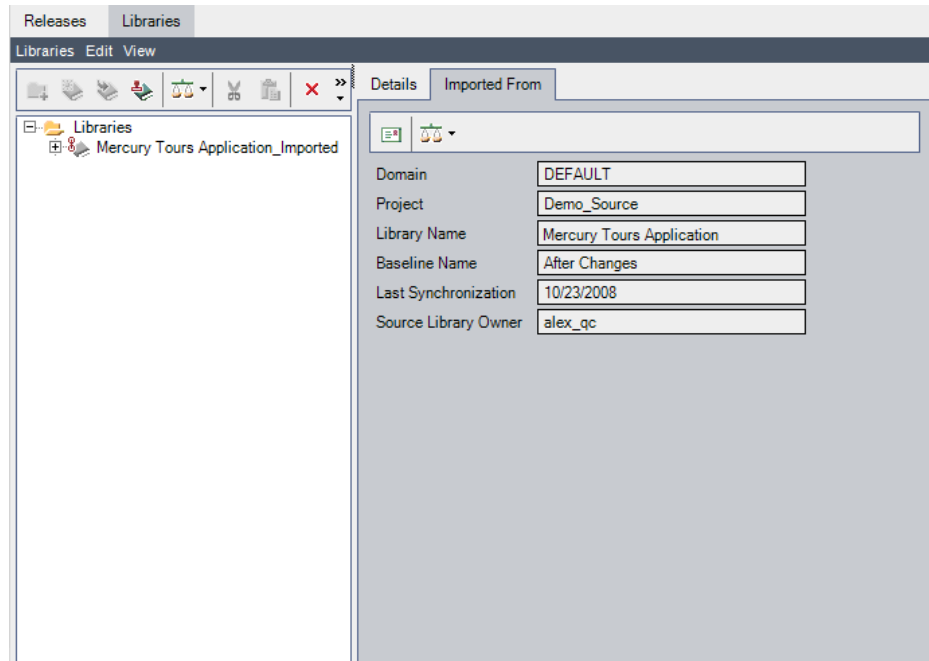 Releases Libraries
Libraries Edit View
Details Imported From
Libraries
Mercury Tours Application_Imported
Domain DEFAULT
Project Demo_Source
Library Name Mercury Tours Application
Baseline Name After Changes
Last Synchronization 10/23/2008
Source Library Owner alex_qc